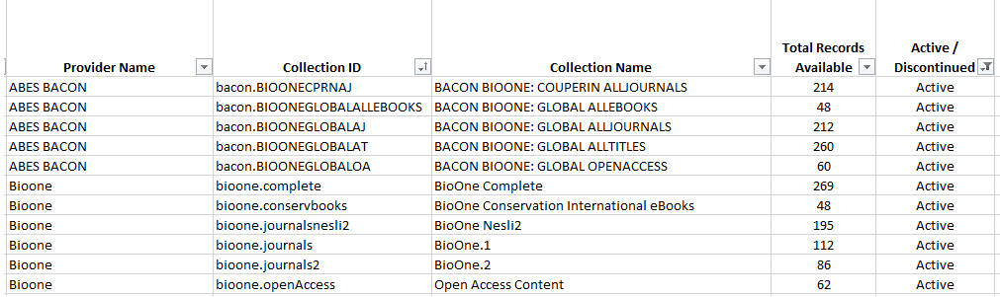 Provider Name Collection ID Collection Name Total Records Available Active / Discontinued
ABES BACON bacon.BIOONECPRNAJ BACON BIOONE: COUPERIN ALLJOURNALS 214 Active
ABES BACON bacon.BIOONEGLOBALALLEBOOKS BACON BIOONE: GLOBAL ALLEBOOKS 48 Active
ABES BACON bacon.BIOONEGLOBALAJ BACON BIOONE: GLOBAL ALLJOURNALS 212 Active
ABES BACON bacon.BIOONEGLOBALAT BACON BIOONE: GLOBAL ALLTITLES 260 Active
ABES BACON bacon.BIOONEGLOBALOA BACON BIOONE: GLOBAL OPENACCESS 60 Active
Bioone bioone.complete BioOne Complete 269 Active
Bioone bioone.conservbooks BioOne Conservation International eBooks 48 Active
Bioone bioone.journalsnesli2 BioOne Nesli2 195 Active
Bioone bioone.journals BioOne.1 112 Active
Bioone bioone.journals2 BioOne.2 86 Active
Bioone bioone.openAccess Open Access Content 62 Active